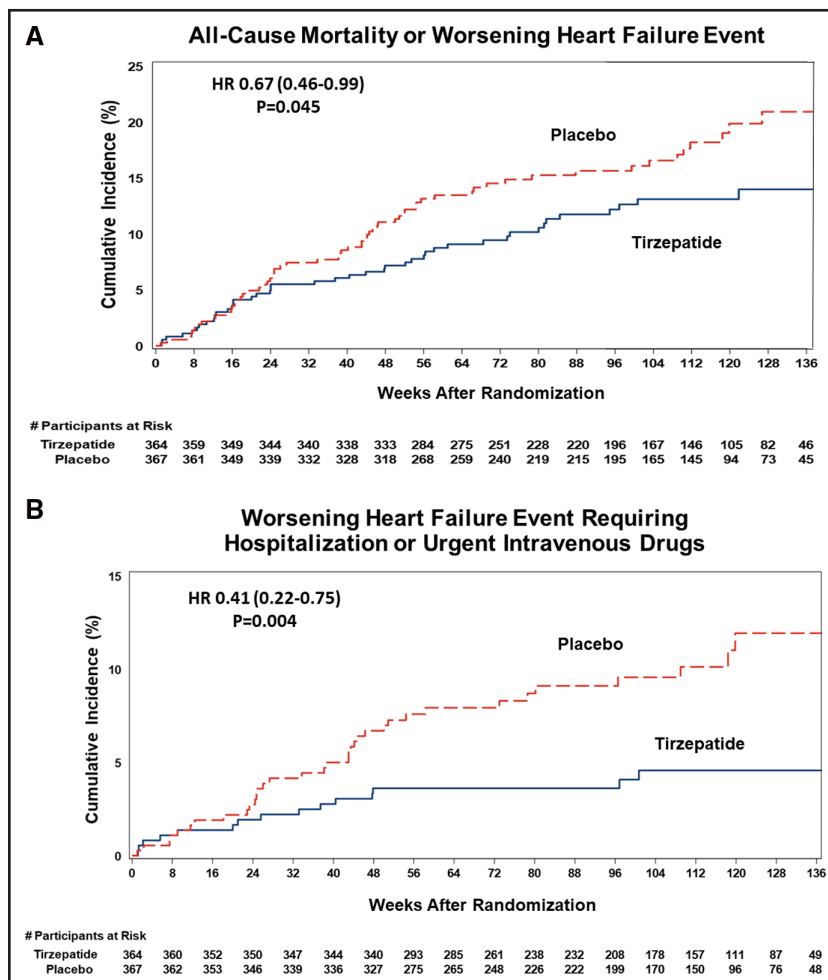 A
All-Cause Mortality or Worsening Heart Failure Event
HR 0.67 (0.46-0.99)
P=0.045
Cumulative Incidence (%)
25
20
15
10
5
0
Placebo
Tirzepatide
0 8 16 24 32 40 48 56 64 72 80 88 96 104 112 120 128 136
Weeks After Randomization
# Participants at Risk
Tirzepatide 364 359 349 344 340 338 333 284 275 251 228 220 196 167 146 105 82 46
Placebo 367 361 349 339 332 328 318 268 259 240 219 215 195 165 145 94 73 45
B
Worsening Heart Failure Event Requiring
Hospitalization or Urgent Intravenous Drugs
HR 0.41 (0.22-0.75)
P=0.004
Cumulative Incidence (%)
15
10
5
0
Placebo
Tirzepatide
0 8 16 24 32 40 48 56 64 72 80 88 96 104 112 120 128 136
Weeks After Randomization
# Participants at Risk
Tirzepatide 364 360 352 350 347 344 340 293 285 261 238 232 208 178 157 111 87 49
Placebo 367 362 353 346 339 336 327 275 265 248 226 222 199 170 150 98 76 48